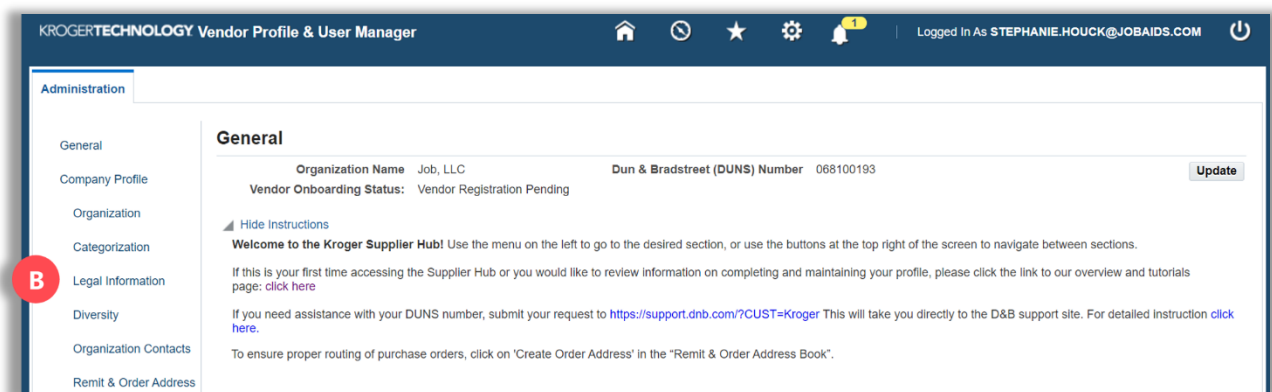 KROGERTECHNOLOGY. Vendor Profile & User Manager
1
Logged In As STEPHANIE.HOUCK@JOBAIDS.COM
Administration
General
Company Profile
Organization
Categorization
B
Legal Information
Diversity
Organization Contacts
Remit & Order Address
General
Organization Name Job, LLC
Dun & Bradstreet (DUNS) Number 068100193
Update
Vendor Onboarding Status: Vendor Registration Pending
Hide Instructions
Welcome to the Kroger Supplier Hub! Use the menu on the left to go to the desired section, or use the buttons at the top right of the screen to navigate between sections.
If this is your first time accessing the Supplier Hub or you would like to review information on completing and maintaining your profile, please click the link to our overview and tutorials
page: click here
If you need assistance with your DUNS number, submit your request to https://support.dnb.com/?CUST=Kroger This will take you directly to the D&B support site. For detailed instruction click
here.
To ensure proper routing of purchase orders, click on 'Create Order Address' in the "Remit & Order Address Book".